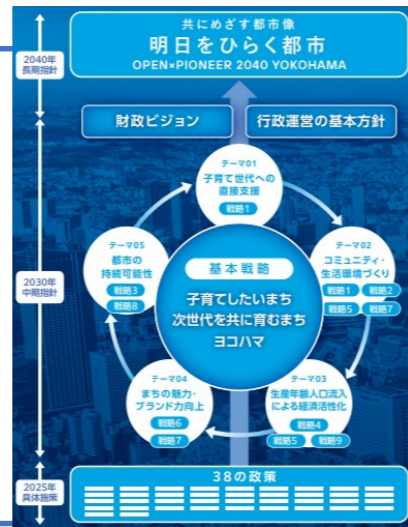 共にめざす都市像
明日をひらく都市
OPEN×PIONEER 2040 YOKOHAMA
2040年
長期指針
財政ビジョン
行政運営の基本方針
テーマ01
子育て世代への
直接支援
戦略1
テーマ05
都市の
持続可能性
戦略3
戦略8
テーマ02
コミュニティ・
生活環境づくり
戦略1 戦略2
戦略5 戦略7
2030年
中期指針
基本戦略
子育てしたいまち
次世代を共に育むまち
ヨコハマ
テーマ04
まちの魅力・
ブランド力向上
戦略6
戦略7
テーマ03
生産年齢人口流入
による経済活性化
戦略4
戦略5 戦略9
2025年
具体施策
38の政策